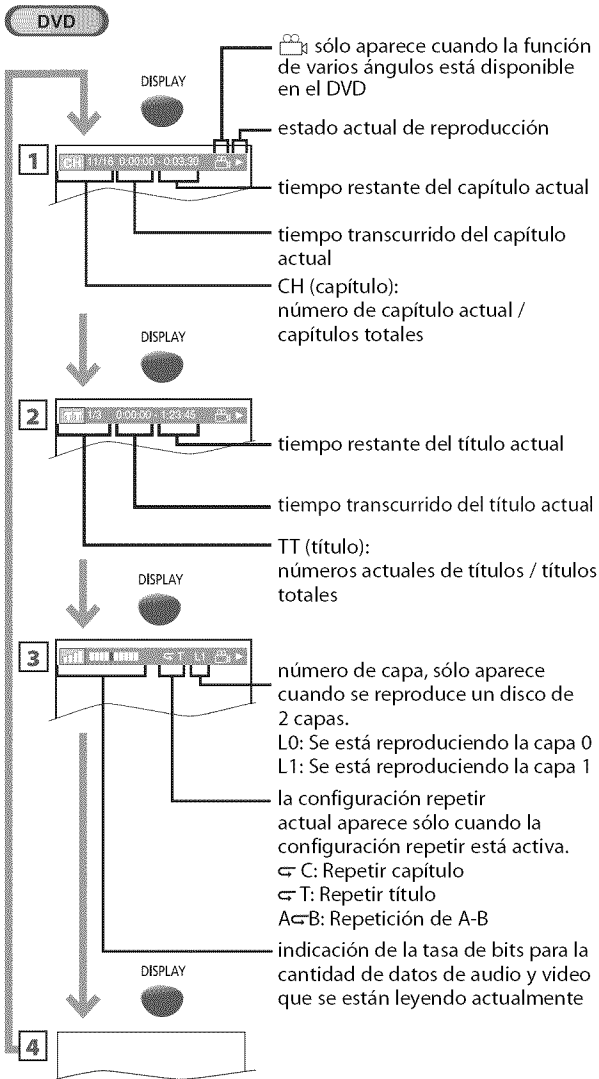 DVD
DISPLAY
sólo aparece cuando la función
de varios ángulos está disponible
en el DVD
estado actual de reproducción
1
CH 11/16 0:00:00 - 0:03:30
tiempo restante del capítulo actual
tiempo transcurrido del capítulo
actual
CH (capítulo):
número de capítulo actual /
capítulos totales
DISPLAY
2
TT 1/3 0:00:00 - 1:23:45
tiempo restante del título actual
tiempo transcurrido del título actual
TT (título):
números actuales de títulos / títulos
totales
DISPLAY
3
T L1
número de capa, sólo aparece
cuando se reproduce un disco de
2 capas.
L0: Se está reproduciendo la capa 0
L1: Se está reproduciendo la capa 1
la configuración repetir
actual aparece sólo cuando la
configuración repetir está activa.
C: Repetir capítulo
T: Repetir título
A B: Repetición de A-B
indicación de la tasa de bits para la
cantidad de datos de audio y video
que se están leyendo actualmente
DISPLAY
4